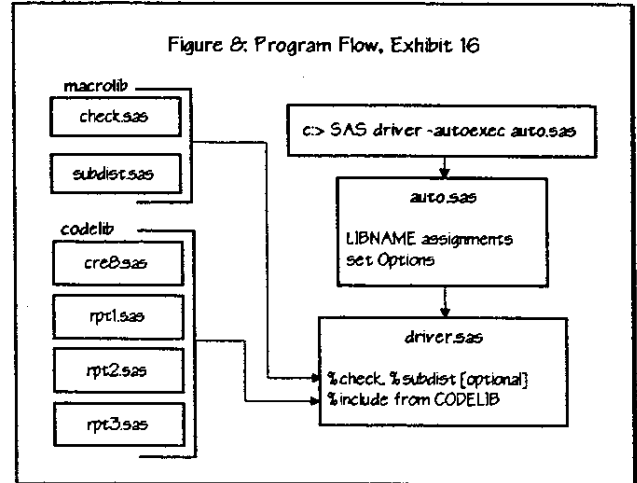 Figure 8: Program Flow, Exhibit 16
macrolib
check.sas
subdist.sas
codelib
cre8.sas
rpt1.sas
rpt2.sas
rpt3.sas
c:> SAS driver -autoexec auto.sas
auto.sas
LIBNAME assignments
set Options
driver.sas
%check, %subdist [optional]
%include from CODELIB